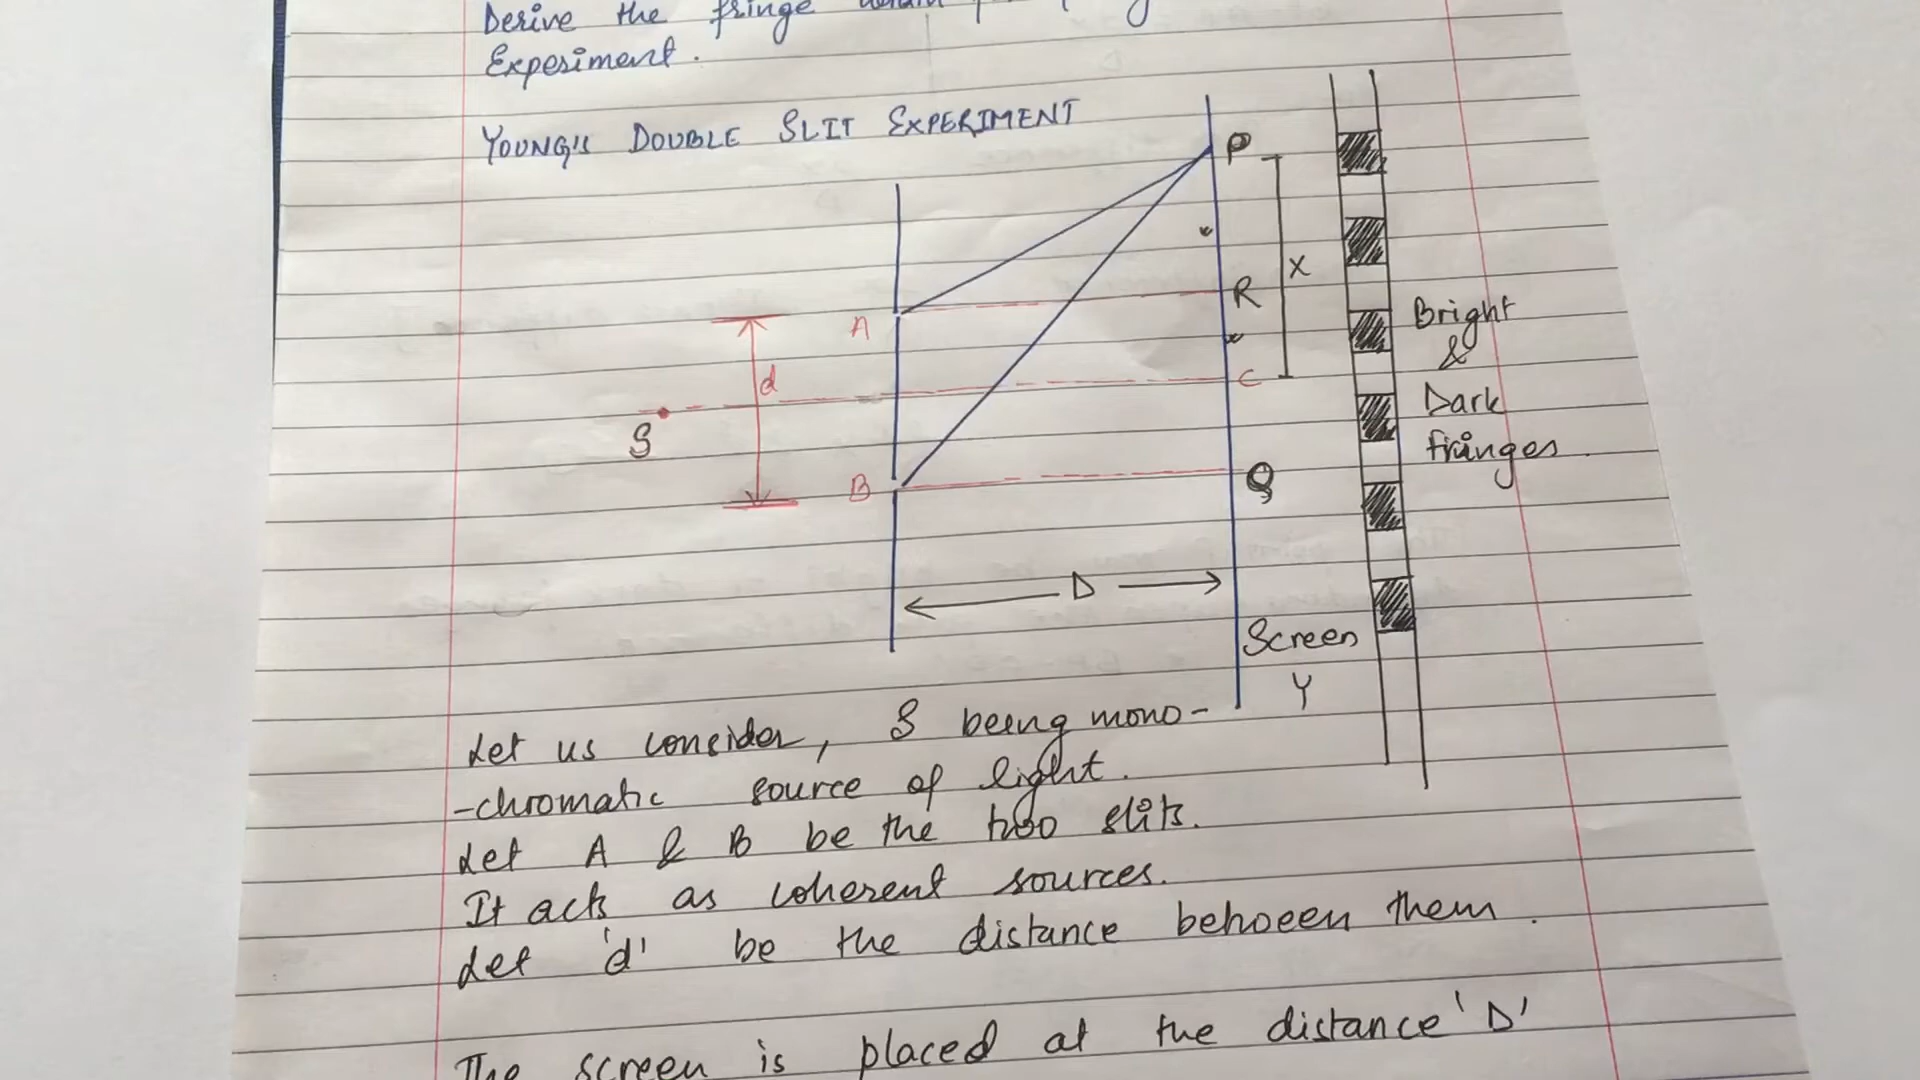 Derive the fringe
Experiment.
YOUNG'S DOUBLE SLIT EXPERIMENT
P
x
R
A
Bright
&
Dark
fringes.
d
C
S
B
Q
D
Screen
Y
Let us consider, S being mono-
-chromatic source of light.
Let A & B be the two slits.
It acts as coherent sources.
Let 'd' be the distance between them.
The screen is placed at the distance 'D'